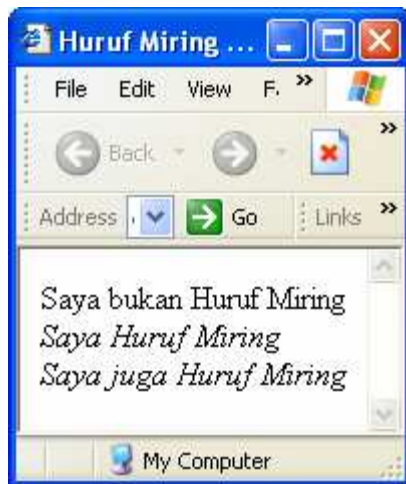 Huruf Miring ...
File Edit View F. »
Back »
Address Go Links »
Saya bukan Huruf Miring
Saya Huruf Miring
Saya juga Huruf Miring
My Computer